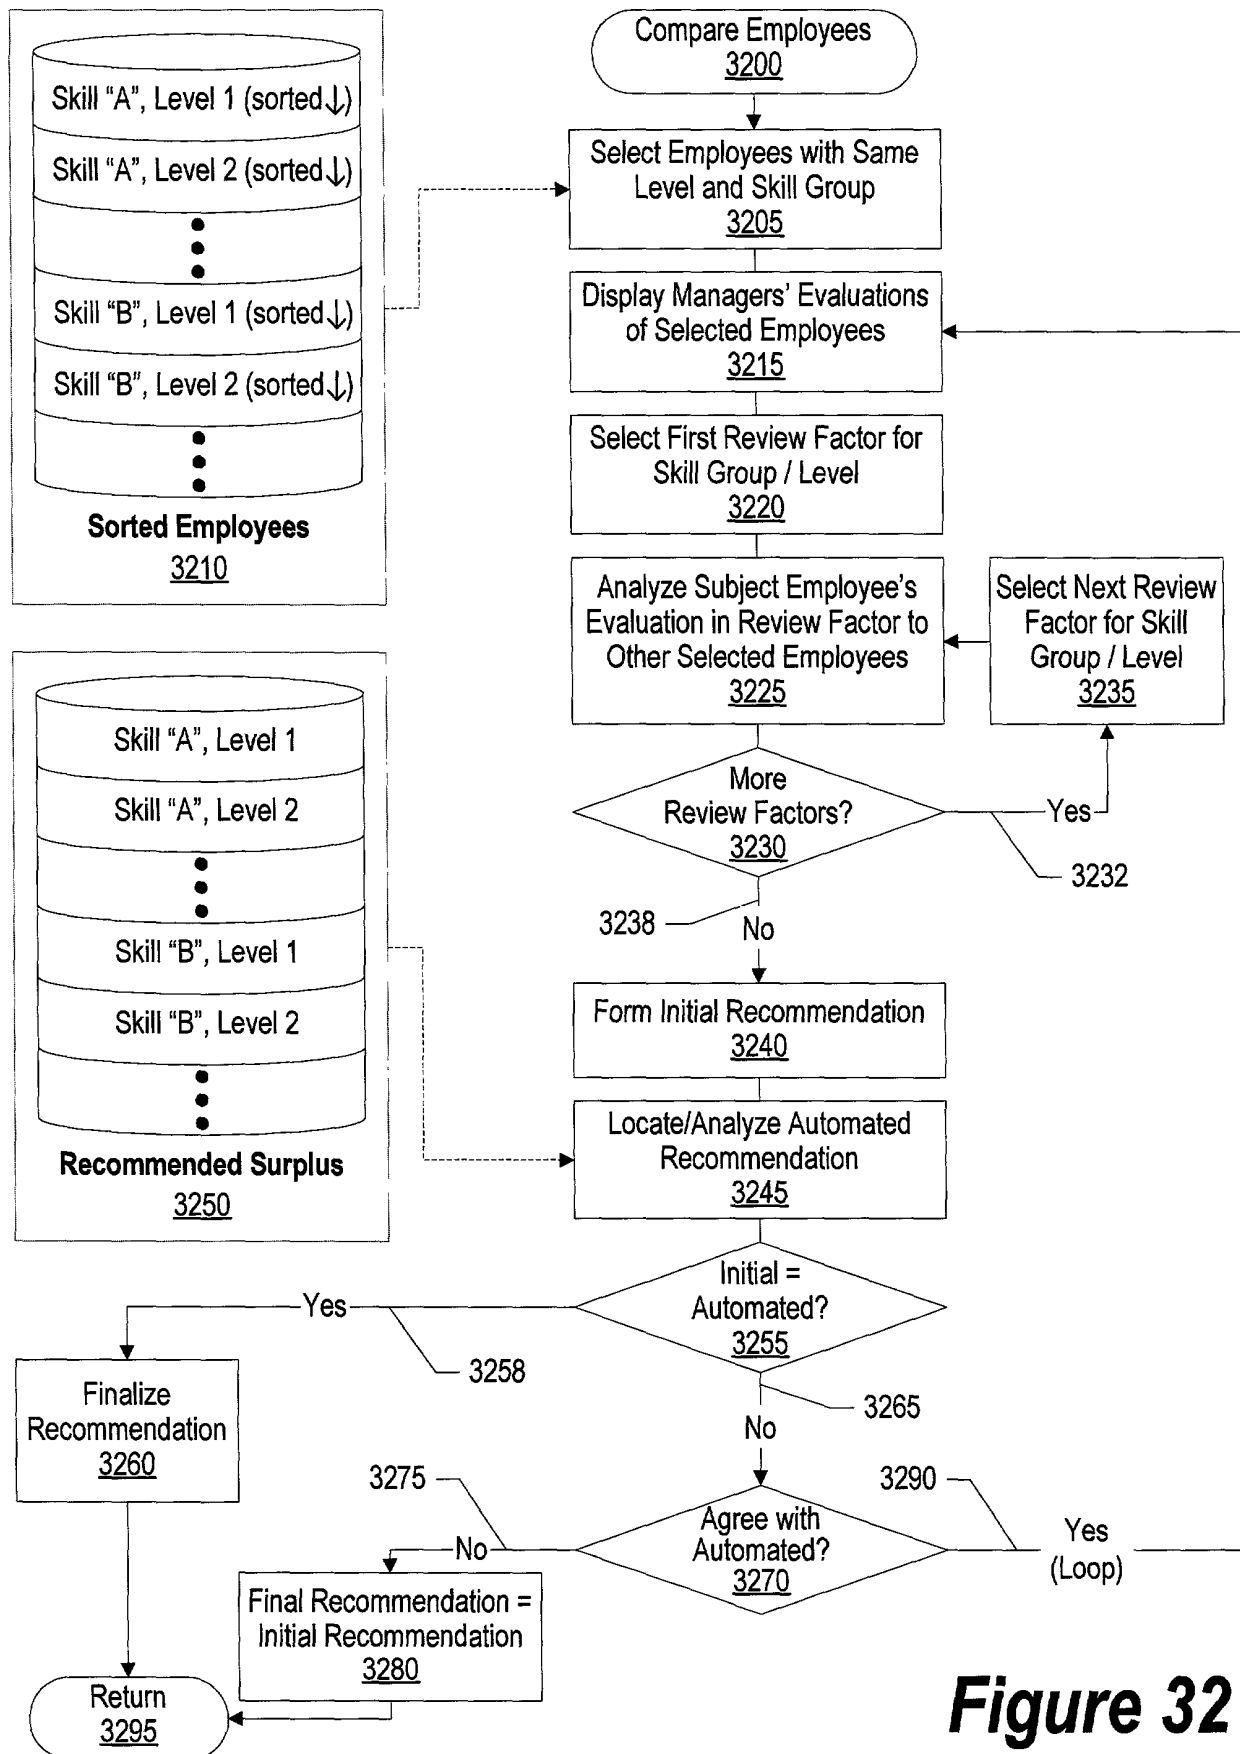 Compare Employees
3200
Skill "A", Level 1 (sorted↓)
Skill "A", Level 2 (sorted↓)
Skill "B", Level 1 (sorted↓)
Skill "B", Level 2 (sorted↓)
Sorted Employees
3210
Select Employees with Same
Level and Skill Group
3205
Display Managers' Evaluations
of Selected Employees
3215
Select First Review Factor for
Skill Group / Level
3220
Analyze Subject Employee's
Evaluation in Review Factor to
Other Selected Employees
3225
Select Next Review
Factor for Skill
Group / Level
3235
More
Review Factors?
3230
Yes
3232
3238
No
Skill "A", Level 1
Skill "A", Level 2
Skill "B", Level 1
Skill "B", Level 2
Recommended Surplus
3250
Form Initial Recommendation
3240
Locate/Analyze Automated
Recommendation
3245
Initial =
Automated?
3255
Yes
3258
3265
No
Finalize
Recommendation
3260
Agree with
Automated?
3270
3275
No
3290
Yes
(Loop)
Final Recommendation =
Initial Recommendation
3280
Return
3295
Figure 32